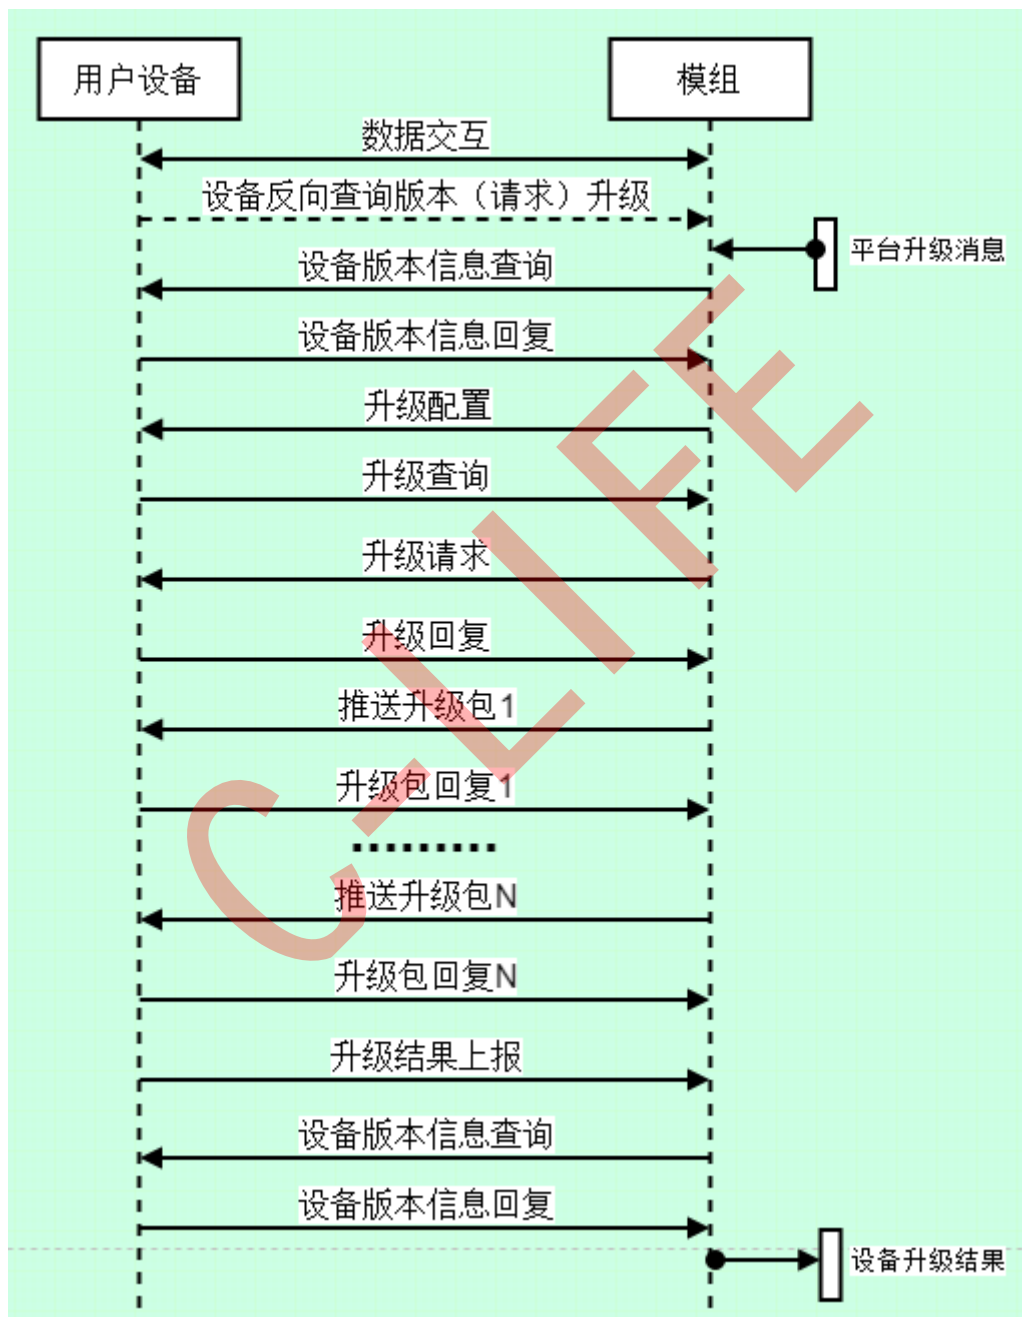 用户设备
模组
数据交互
设备反向查询版本（请求）升级
平台升级消息
设备版本信息查询
设备版本信息回复
升级配置
升级查询
升级请求
升级回复
推送升级包1
升级包回复1
推送升级包N
升级包回复N
升级结果上报
设备版本信息查询
设备版本信息回复
设备升级结果
C-LIFE